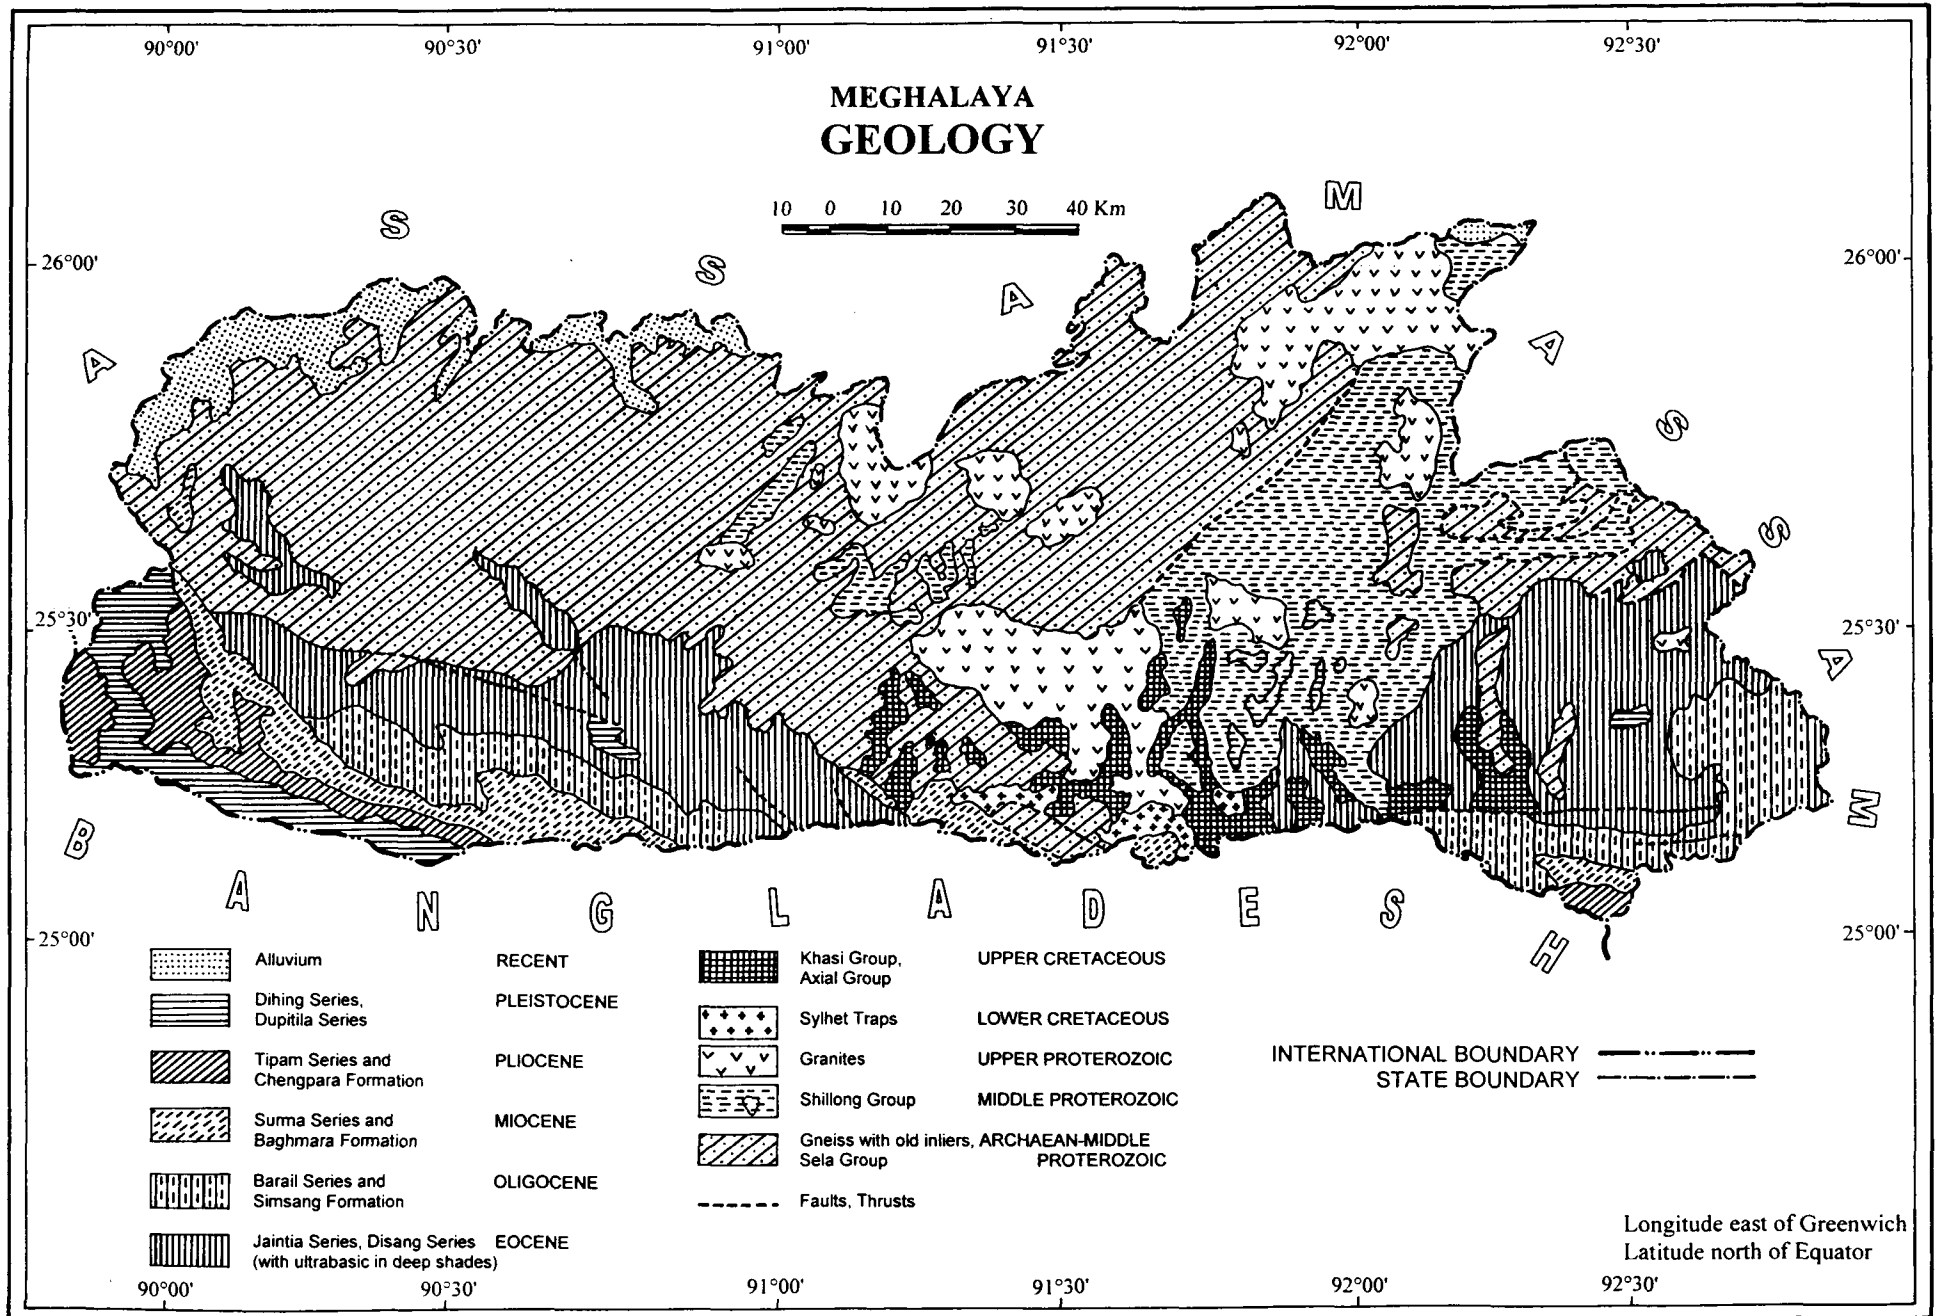 90°00' 90°30' 91°00' 91°30' 92°00' 92°30'
MEGHALAYA
GEOLOGY
10 0 10 20 30 40 Km
26°00' 26°00'
A S S A M
A S S A M
25°30' 25°30'
B A N G L A D E S H
25°00' 25°00'
Alluvium RECENT
Dihing Series, PLEISTOCENE
Dupitila Series
Tipam Series and PLIOCENE
Chengpara Formation
Surma Series and MIOCENE
Baghmara Formation
Barail Series and OLIGOCENE
Simsang Formation
Jaintia Series, Disang Series EOCENE
(with ultrabasic in deep shades)
Khasi Group, UPPER CRETACEOUS
Axial Group
Sylhet Traps LOWER CRETACEOUS
Granites UPPER PROTEROZOIC
Shillong Group MIDDLE PROTEROZOIC
Gneiss with old inliers, ARCHAEAN-MIDDLE
Sela Group PROTEROZOIC
Faults, Thrusts
INTERNATIONAL BOUNDARY
STATE BOUNDARY
Longitude east of Greenwich
Latitude north of Equator
90°00' 90°30' 91°00' 91°30' 92°00' 92°30'